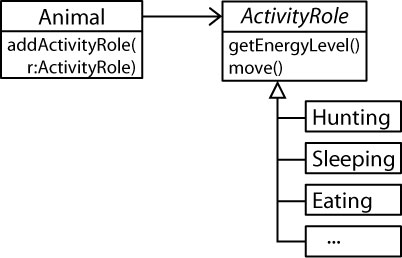 Animal
addActivityRole(
r:ActivityRole)
ActivityRole
getEnergyLevel()
move()
Hunting
Sleeping
Eating
...